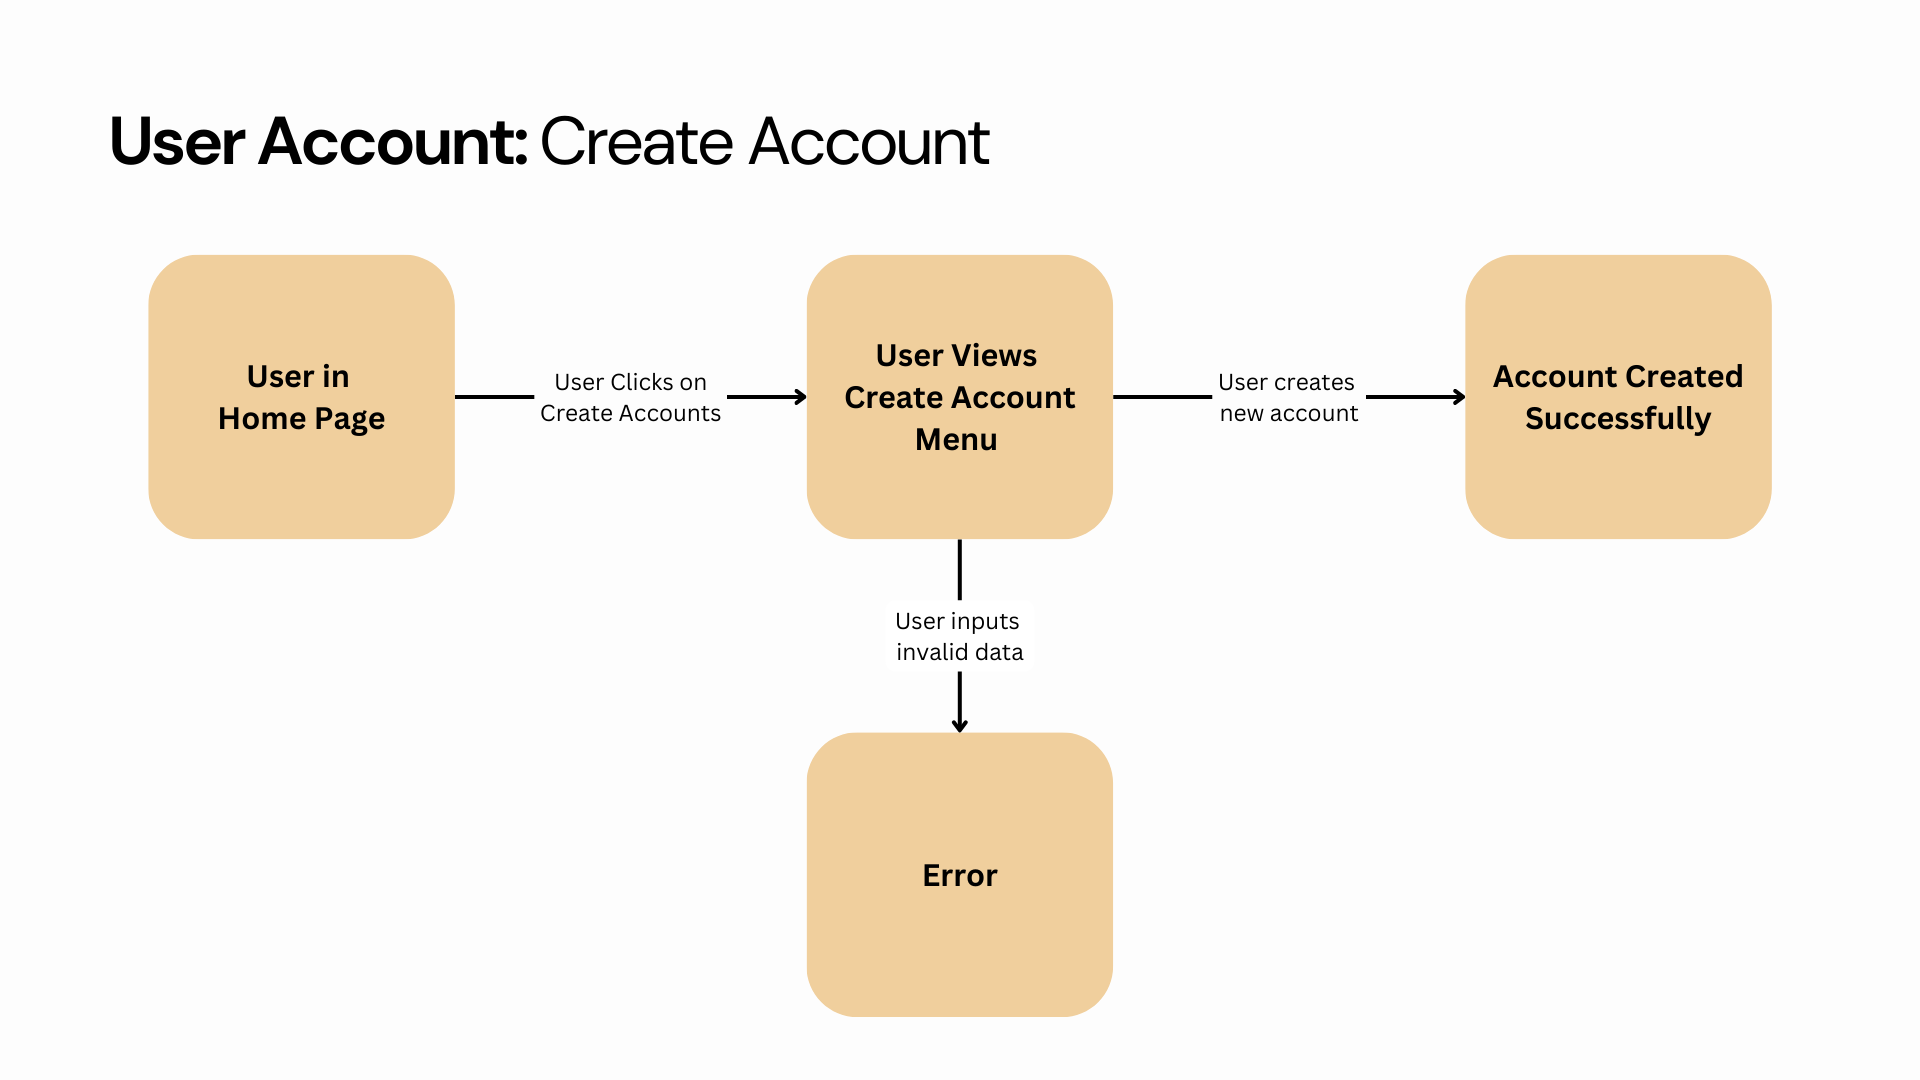 User Account: Create Account
User in
Home Page
User Clicks on
Create Accounts
User Views
Create Account
Menu
User creates
new account
Account Created
Successfully
User inputs
invalid data
Error